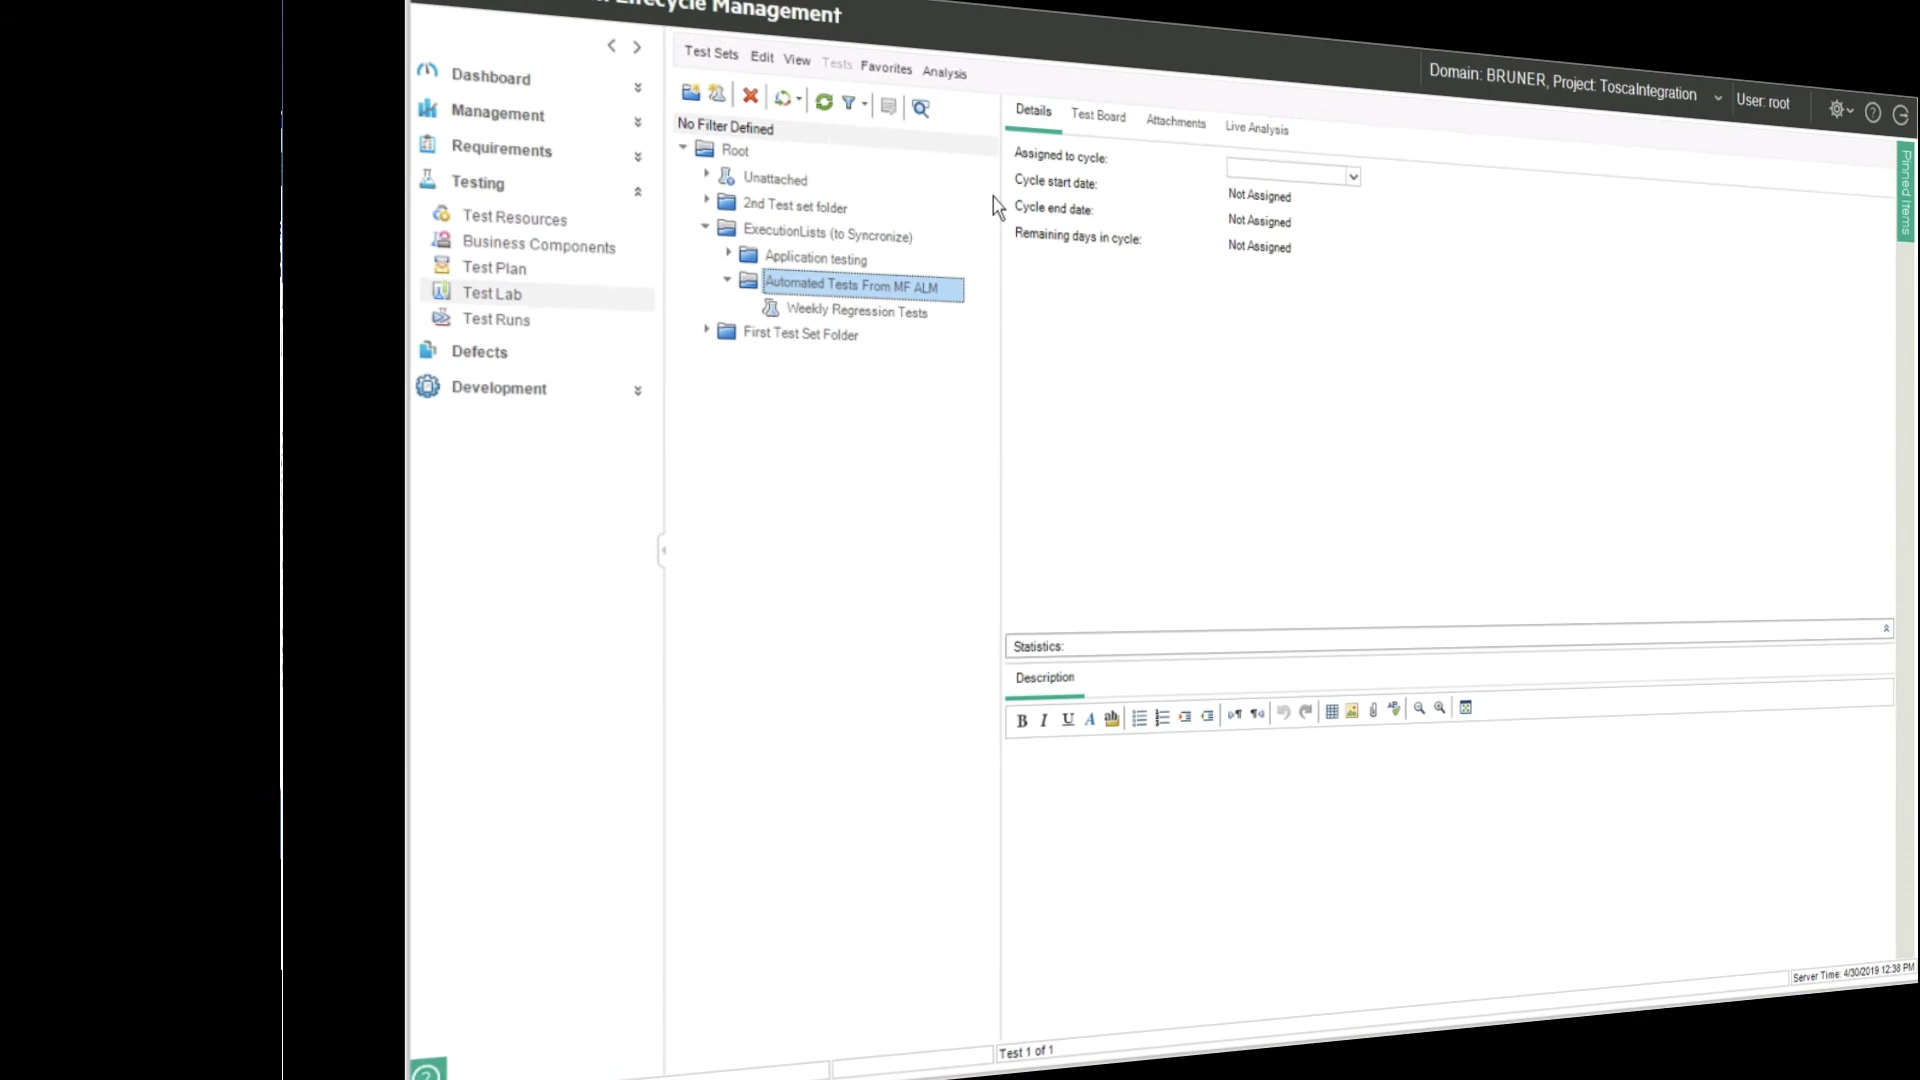 Lifecycle Management
Domain: BRUNER, Project: ToscaIntegration
User: root
Dashboard
Management
Requirements
Testing
Test Resources
Business Components
Test Plan
Test Lab
Test Runs
Defects
Development
Test Sets Edit View Tests Favorites Analysis
No Filter Defined
Root
Unattached
2nd Test set folder
ExecutionLists (to Syncronize)
Application testing
Automated Tests From MF ALM
Weekly Regression Tests
First Test Set Folder
Details Test Board Attachments Live Analysis
Assigned to cycle:
Cycle start date: Not Assigned
Cycle end date: Not Assigned
Remaining days in cycle: Not Assigned
Pinned Items
Statistics:
Description
B I U A ab
Server Time: 4/30/2019 12:38 PM
Test 1 of 1